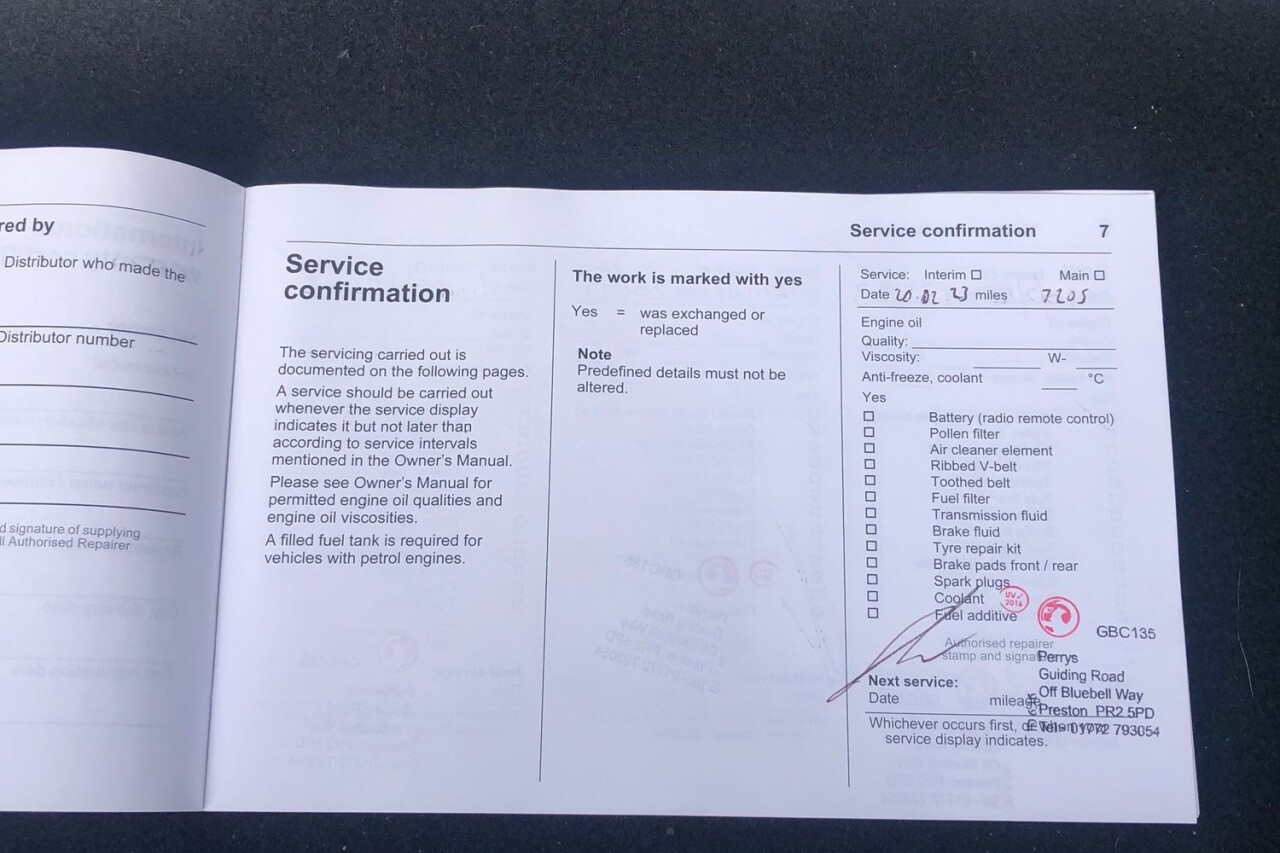 red by
Distributor who made the
Distributor number
d signature of supplying
ll Authorised Repairer
Service confirmation 7
Service
confirmation
The servicing carried out is
documented on the following pages.
A service should be carried out
whenever the service display
indicates it but not later than
according to service intervals
mentioned in the Owner's Manual.
Please see Owner's Manual for
permitted engine oil qualities and
engine oil viscosities.
A filled fuel tank is required for
vehicles with petrol engines.
The work is marked with yes
Yes = was exchanged or
replaced
Note
Predefined details must not be
altered.
Service: Interim ☐ Main ☐
Date 20.02.23 miles 7205
Engine oil
Quality:
Viscosity: W-
Anti-freeze, coolant °C
Yes
☐ Battery (radio remote control)
☐ Pollen filter
☐ Air cleaner element
☐ Ribbed V-belt
☐ Toothed belt
☐ Fuel filter
☐ Transmission fluid
☐ Brake fluid
☐ Tyre repair kit
☐ Brake pads front / rear
☐ Spark plugs
☐ Coolant
☐ Fuel additive
UV✓
2016
GBC135
Authorised repairer
stamp and signa
Perrys
Guiding Road
Off Bluebell Way
Preston PR2 5PD
Tel:- 01772 793054
Next service:
Date mileage
Whichever occurs first,
service display indicates.